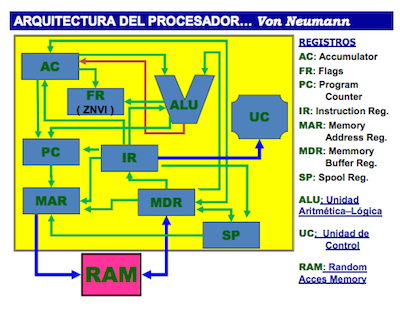 ARQUITECTURA DEL PROCESADOR... Von Neumann
AC
FR
( ZNVI )
ALU
UC
PC
IR
MAR
MDR
SP
RAM
REGISTROS
AC: Accumulator
FR: Flags
PC: Program
Counter
IR: Instruction Reg.
MAR: Memory
Address Reg.
MDR: Memmory
Buffer Reg.
SP: Spool Reg.
ALU: Unidad
Aritmética–Lógica
UC: Unidad de
Control
RAM: Random
Acces Memory